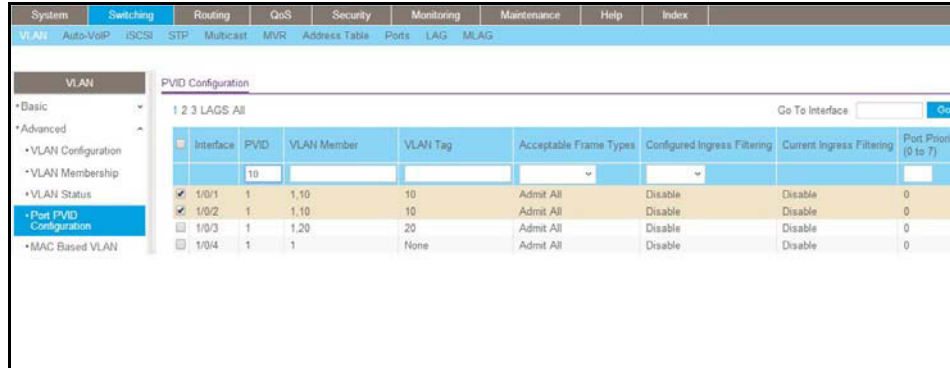 System Switching Routing QoS Security Monitoring Maintenance Help Index
VLAN Auto-VoIP iSCSI STP Multicast MVR Address Table Ports LAG MLAG
VLAN
Basic
Advanced
VLAN Configuration
VLAN Membership
VLAN Status
Port PVID
Configuration
MAC Based VLAN
PVID Configuration
1 2 3 LAGS All Go To Interface Go
Interface PVID VLAN Member VLAN Tag Acceptable Frame Types Configured Ingress Filtering Current Ingress Filtering Port Prior
(0 to 7)
10
1/0/1 1 1,10 10 Admit All Disable Disable 0
1/0/2 1 1,10 10 Admit All Disable Disable 0
1/0/3 1 1,20 20 Admit All Disable Disable 0
1/0/4 1 1 None Admit All Disable Disable 0